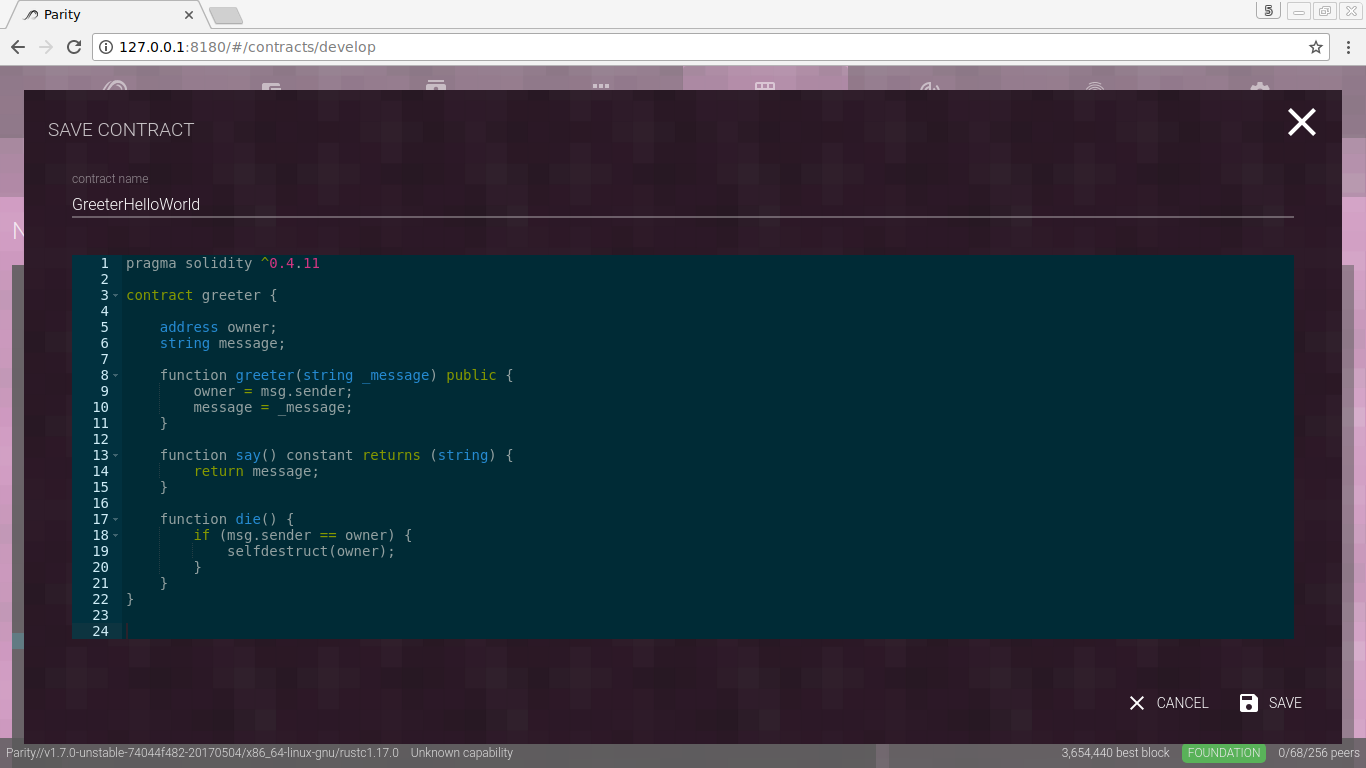 Parity
5
127.0.0.1:8180/#/contracts/develop
SAVE CONTRACT
contract name
GreeterHelloWorld
N
1 pragma solidity ^0.4.11
2
3 contract greeter {
4
5     address owner;
6     string message;
7
8     function greeter(string _message) public {
9         owner = msg.sender;
10         message = _message;
11     }
12
13     function say() constant returns (string) {
14         return message;
15     }
16
17     function die() {
18         if (msg.sender == owner) {
19             selfdestruct(owner);
20         }
21     }
22 }
23
24
CANCEL SAVE
Parity//v1.7.0-unstable-74044f482-20170504/x86_64-linux-gnu/rustc1.17.0 Unknown capability 3,654,440 best block FOUNDATION 0/68/256 peers